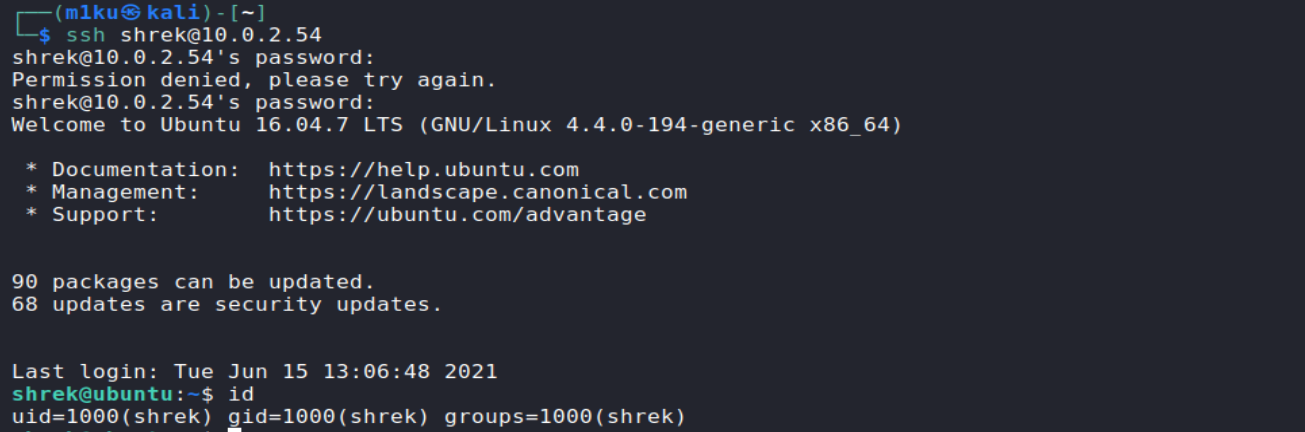 ┌──(m1ku㉿kali)-[~]
└─$ ssh shrek@10.0.2.54
shrek@10.0.2.54's password:
Permission denied, please try again.
shrek@10.0.2.54's password:
Welcome to Ubuntu 16.04.7 LTS (GNU/Linux 4.4.0-194-generic x86_64)
* Documentation:  https://help.ubuntu.com
* Management:     https://landscape.canonical.com
* Support:        https://ubuntu.com/advantage
90 packages can be updated.
68 updates are security updates.
Last login: Tue Jun 15 13:06:48 2021
shrek@ubuntu:~$ id
uid=1000(shrek) gid=1000(shrek) groups=1000(shrek)